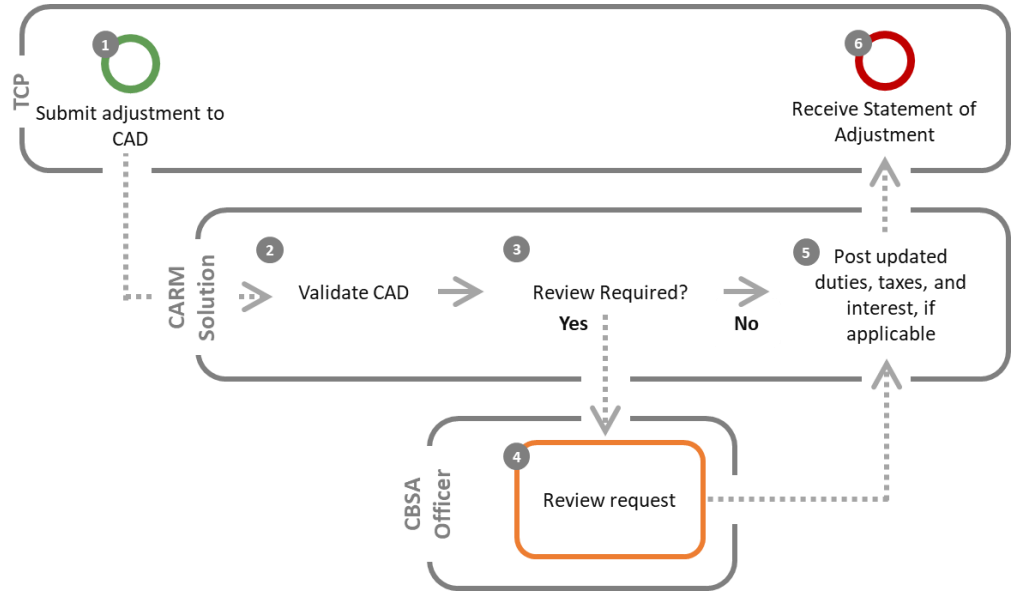 TCP
1
Submit adjustment to
CAD
6
Receive Statement of
Adjustment
CARM
Solution
2
Validate CAD
3
Review Required?
Yes
No
5
Post updated
duties, taxes, and
interest, if
applicable
CBSA
Officer
4
Review request